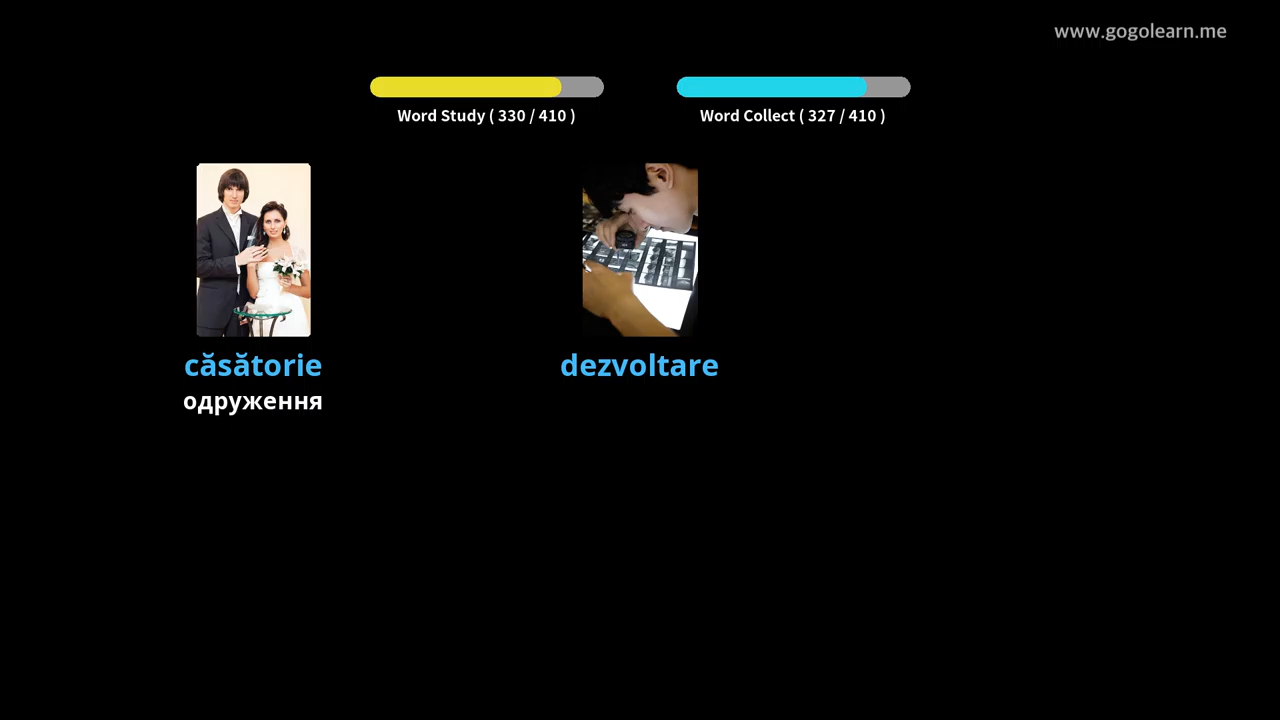 www.gogolearn.me
Word Study ( 330 / 410 )
Word Collect ( 327 / 410 )
căsătorie
dezvoltare
одруження